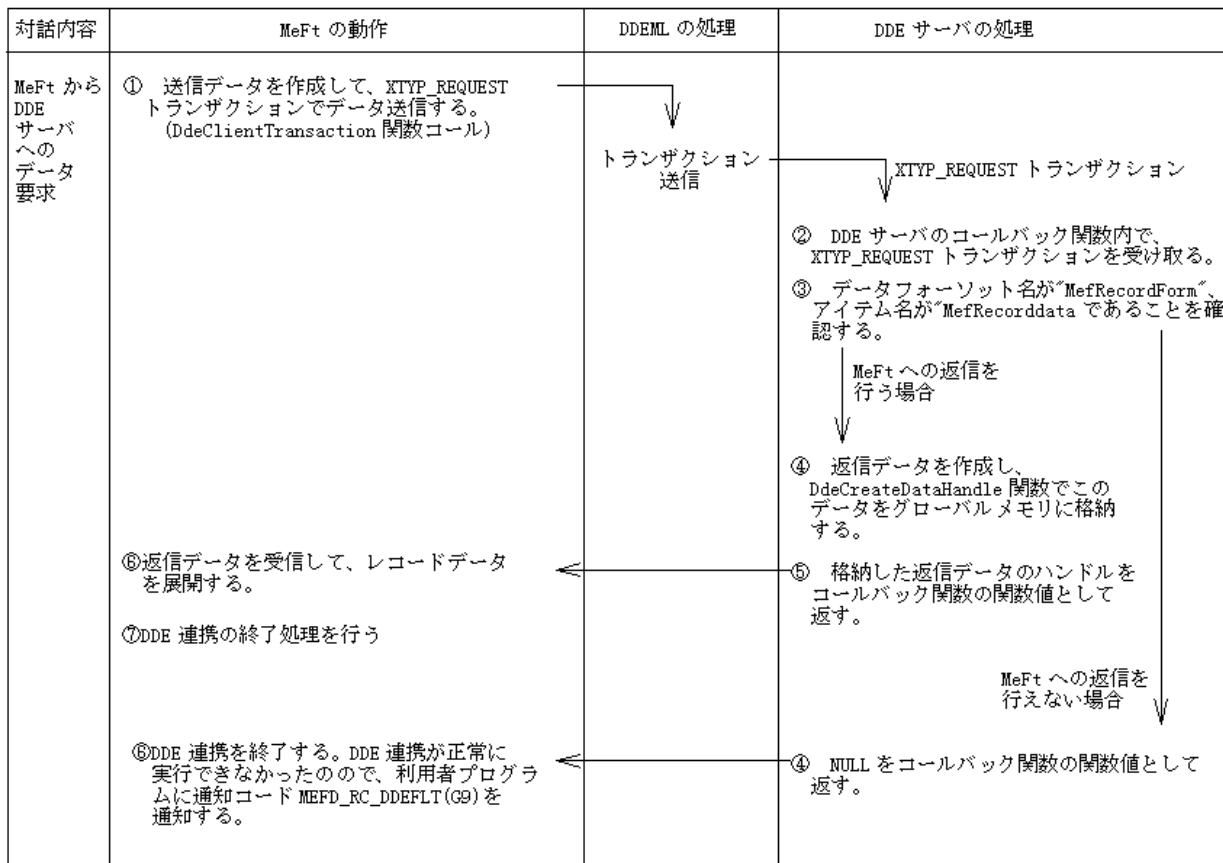 対話内容
MeFt の動作
DDEML の処理
DDE サーバの処理
MeFt から
DDE
サーバ
への
データ
要求
① 送信データを作成して、XTYP_REQUEST
トランザクションでデータ送信する。
(DdeClientTransaction 関数コール)
トランザクション
送信
XTYP_REQUEST トランザクション
② DDE サーバのコールバック関数内で、
XTYP_REQUEST トランザクションを受け取る。
③ データフォーソット名が"MefRecordForm"、
アイテム名が"MefRecorddata であることを確
認する。
MeFt への返信を
行う場合
④ 返信データを作成し、
DdeCreateDataHandle 関数でこの
データをグローバルメモリに格納
する。
⑥返信データを受信して、レコードデータ
を展開する。
⑤ 格納した返信データのハンドルを
コールバック関数の関数値として
返す。
⑦DDE 連携の終了処理を行う
MeFt への返信を
行えない場合
⑥DDE 連携を終了する。DDE 連携が正常に
実行できなかったのので、利用者プログラ
ムに通知コード MEFD_RC_DDEFLT(G9)を
通知する。
④ NULL をコールバック関数の関数値として
返す。